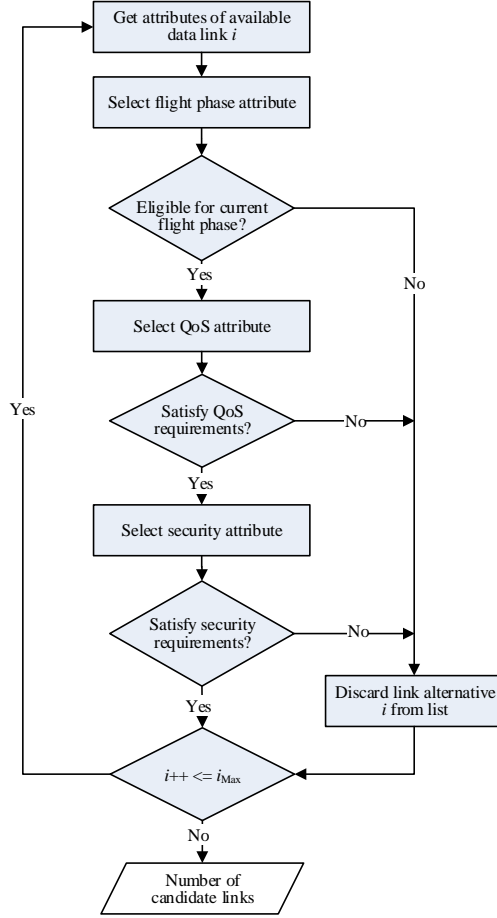 Get attributes of available
data link i
Select flight phase attribute
Eligible for current
flight phase?
No
Yes
Select QoS attribute
Yes
Satisfy QoS
requirements?
No
Yes
Select security attribute
Satisfy security
requirements?
No
Yes
Discard link alternative
i from list
i++ <= iMax
No
Number of
candidate links